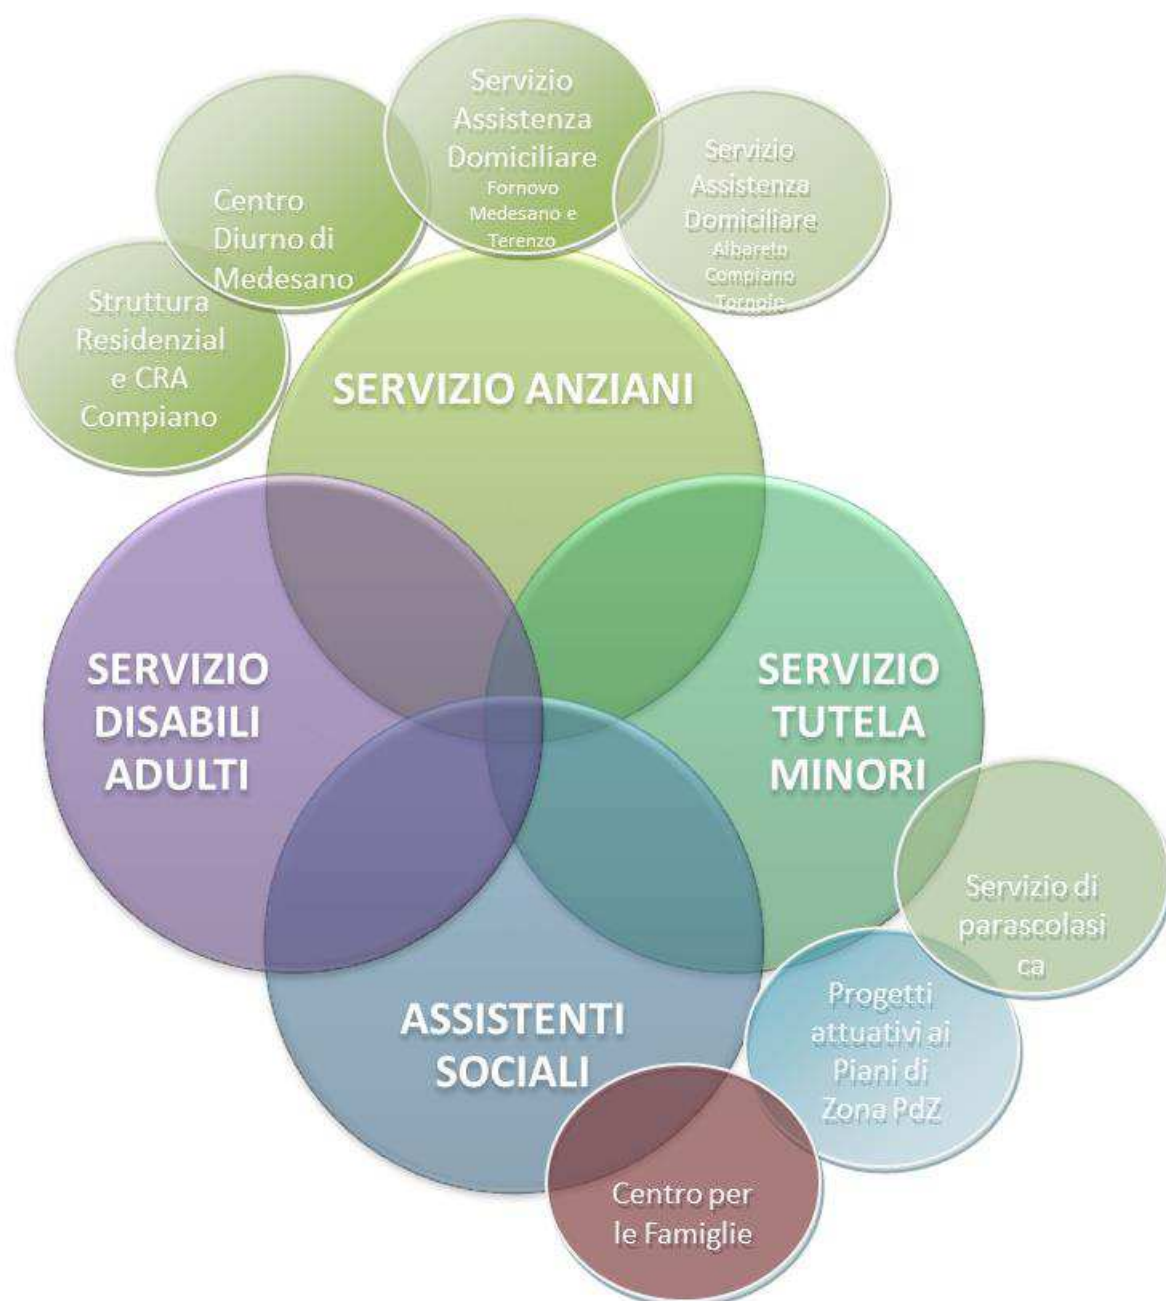 Servizio
Assistenza
Domiciliare
Fornovo
Medesano e
Terenzo
Servizio
Assistenza
Domiciliare
Albareto
Compiano
Tornolo
Centro
Diurno di
Medesano
Struttura
Residenzial
e CRA
Compiano
SERVIZIO ANZIANI
SERVIZIO
DISABILI
ADULTI
SERVIZIO
TUTELA
MINORI
Servizio di
parascolasi
ca
Progetti
attuativi ai
Piani di
Zona PdZ
ASSISTENTI
SOCIALI
Centro per
le Famiglie